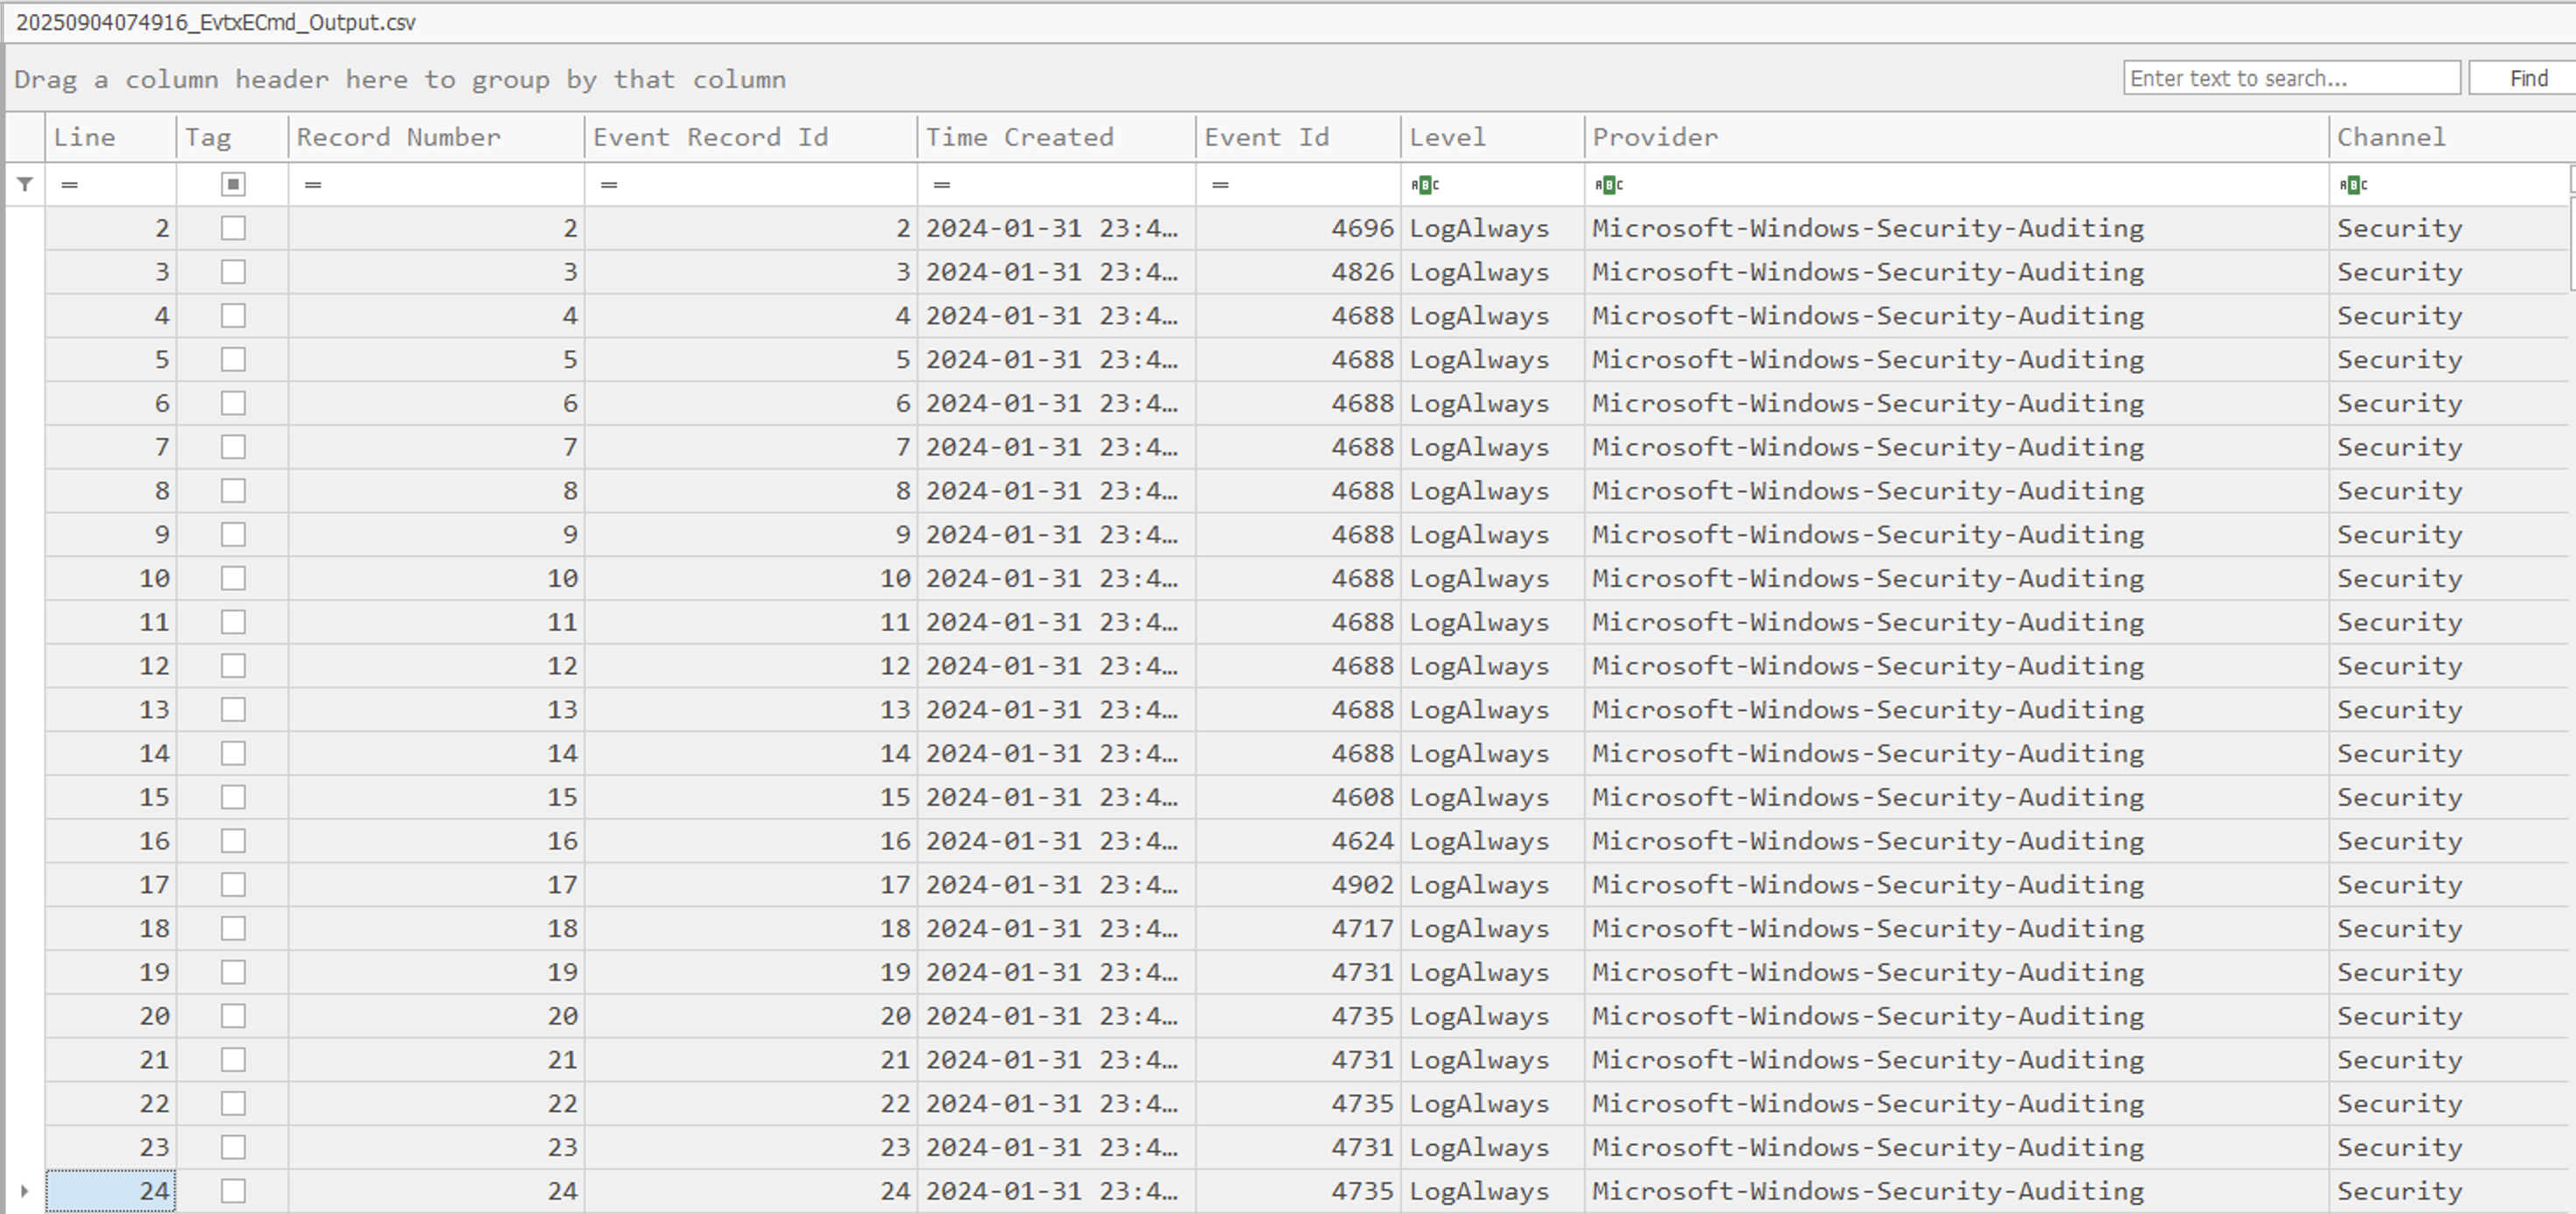 20250904074916_EvtxECmd_Output.csv
Drag a column header here to group by that column
Enter text to search...
Find
Line Tag Record Number Event Record Id Time Created Event Id Level Provider Channel
= = = = = ABC ABC ABC
2 2 2 2024-01-31 23:4… 4696 LogAlways Microsoft-Windows-Security-Auditing Security
3 3 3 2024-01-31 23:4… 4826 LogAlways Microsoft-Windows-Security-Auditing Security
4 4 4 2024-01-31 23:4… 4688 LogAlways Microsoft-Windows-Security-Auditing Security
5 5 5 2024-01-31 23:4… 4688 LogAlways Microsoft-Windows-Security-Auditing Security
6 6 6 2024-01-31 23:4… 4688 LogAlways Microsoft-Windows-Security-Auditing Security
7 7 7 2024-01-31 23:4… 4688 LogAlways Microsoft-Windows-Security-Auditing Security
8 8 8 2024-01-31 23:4… 4688 LogAlways Microsoft-Windows-Security-Auditing Security
9 9 9 2024-01-31 23:4… 4688 LogAlways Microsoft-Windows-Security-Auditing Security
10 10 10 2024-01-31 23:4… 4688 LogAlways Microsoft-Windows-Security-Auditing Security
11 11 11 2024-01-31 23:4… 4688 LogAlways Microsoft-Windows-Security-Auditing Security
12 12 12 2024-01-31 23:4… 4688 LogAlways Microsoft-Windows-Security-Auditing Security
13 13 13 2024-01-31 23:4… 4688 LogAlways Microsoft-Windows-Security-Auditing Security
14 14 14 2024-01-31 23:4… 4688 LogAlways Microsoft-Windows-Security-Auditing Security
15 15 15 2024-01-31 23:4… 4608 LogAlways Microsoft-Windows-Security-Auditing Security
16 16 16 2024-01-31 23:4… 4624 LogAlways Microsoft-Windows-Security-Auditing Security
17 17 17 2024-01-31 23:4… 4902 LogAlways Microsoft-Windows-Security-Auditing Security
18 18 18 2024-01-31 23:4… 4717 LogAlways Microsoft-Windows-Security-Auditing Security
19 19 19 2024-01-31 23:4… 4731 LogAlways Microsoft-Windows-Security-Auditing Security
20 20 20 2024-01-31 23:4… 4735 LogAlways Microsoft-Windows-Security-Auditing Security
21 21 21 2024-01-31 23:4… 4731 LogAlways Microsoft-Windows-Security-Auditing Security
22 22 22 2024-01-31 23:4… 4735 LogAlways Microsoft-Windows-Security-Auditing Security
23 23 23 2024-01-31 23:4… 4731 LogAlways Microsoft-Windows-Security-Auditing Security
24 24 24 2024-01-31 23:4… 4735 LogAlways Microsoft-Windows-Security-Auditing Security